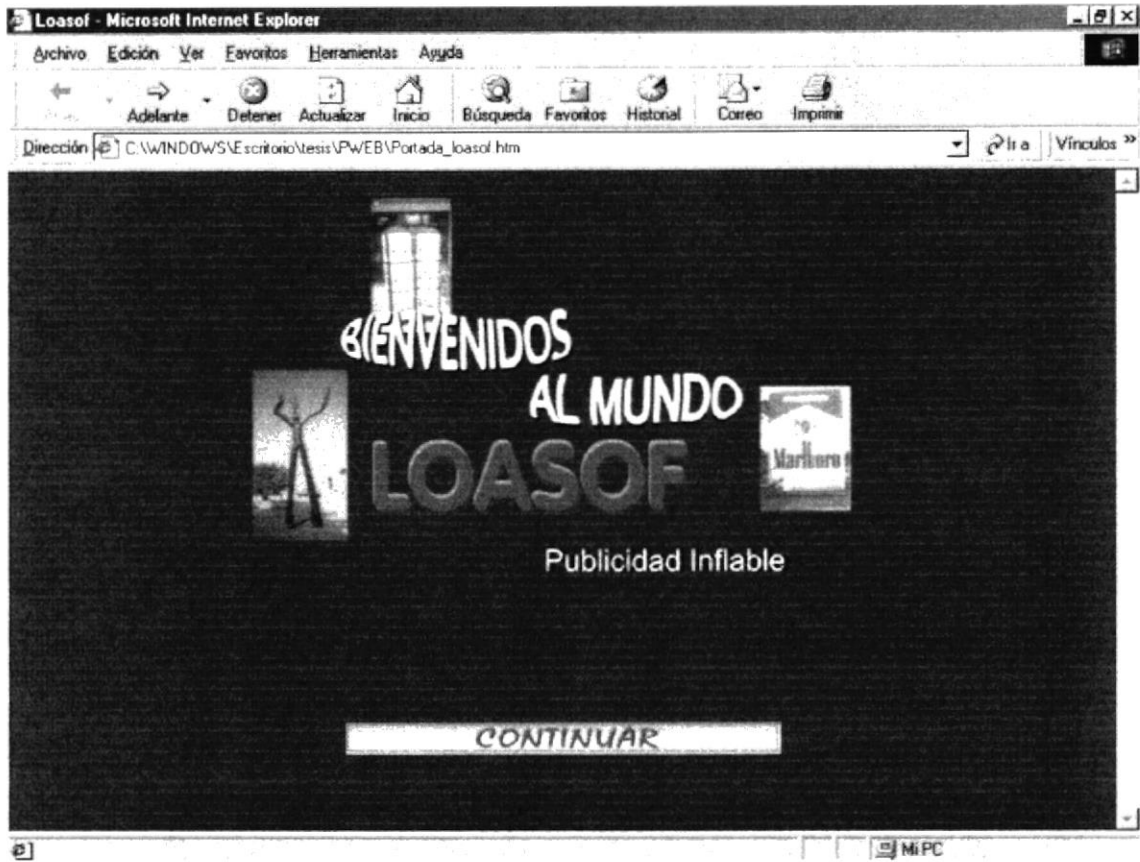 Loasof - Microsoft Internet Explorer
Archivo Edición Ver Favoritos Herramientas Ayuda
Adelante Detener Actualizar Inicio Búsqueda Favoritos Historial Correo Imprimir
Dirección C:\WINDOWS\Escritorio\tesis\PWEB\Portada_loasof.htm Ir a Vínculos »
BIENVENIDOS
AL MUNDO
LOASOF
Marlboro
Publicidad Inflable
CONTINUAR
Mi PC